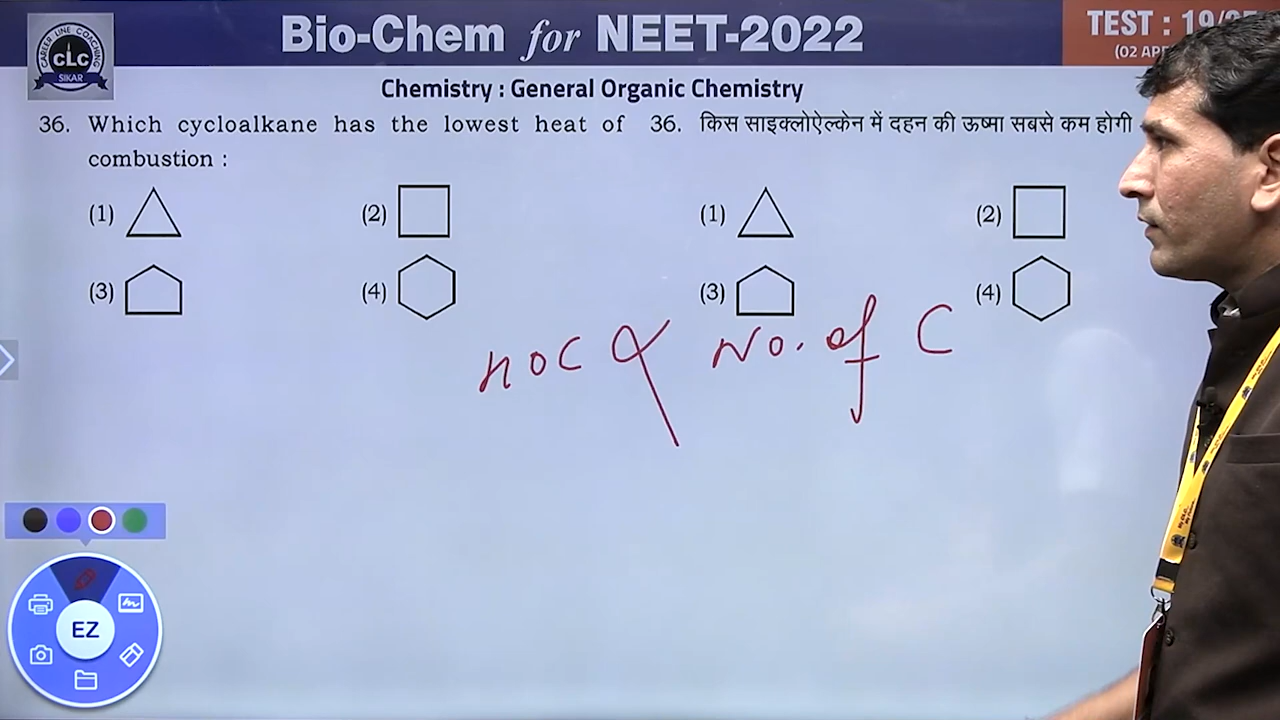 CAREER LINE COACHING
CLC
SIKAR
Bio-Chem for NEET-2022
TEST : 19/
(02 APR
Chemistry : General Organic Chemistry
36. Which cycloalkane has the lowest heat of combustion :
(1)
(2)
(3)
(4)
36. किस साइक्लोऐल्केन में दहन की ऊष्मा सबसे कम होगी
(1)
(2)
(3)
(4)
HOC ∝ No. of C
EZ